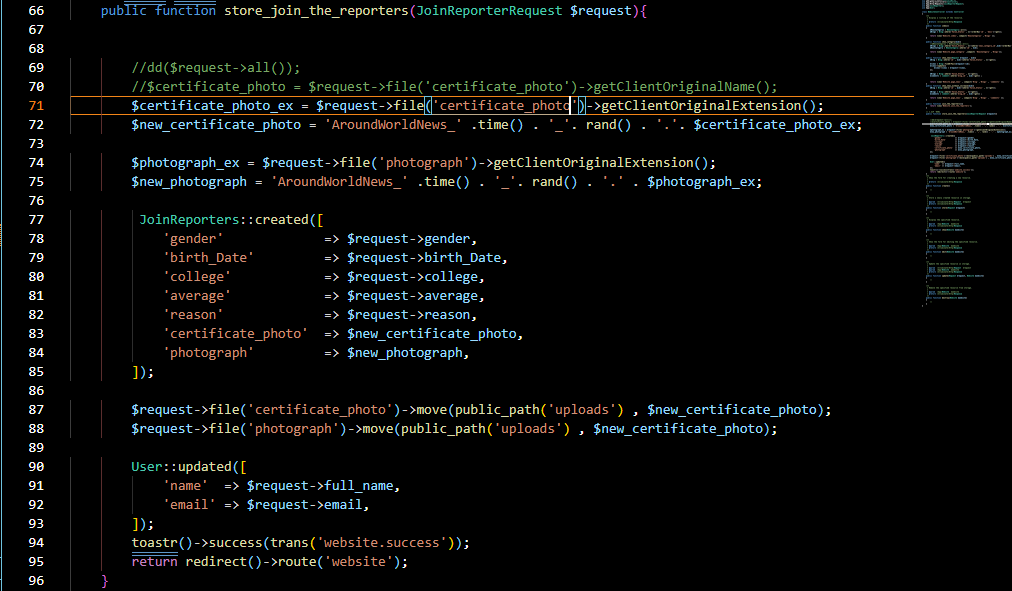 66 public function store_join_the_reporters(JoinReporterRequest $request){
67
68
69 //dd($request->all());
70 //$certificate_photo = $request->file('certificate_photo')->getClientOriginalName();
71 $certificate_photo_ex = $request->file('certificate_photo')->getClientOriginalExtension();
72 $new_certificate_photo = 'AroundWorldNews_' .time() . '_'. rand() . '.'. $certificate_photo_ex;
73
74 $photograph_ex = $request->file('photograph')->getClientOriginalExtension();
75 $new_photograph = 'AroundWorldNews_' .time() . '_'. rand() . '.' . $photograph_ex;
76
77 JoinReporters::created([
78 'gender' => $request->gender,
79 'birth_Date' => $request->birth_Date,
80 'college' => $request->college,
81 'average' => $request->average,
82 'reason' => $request->reason,
83 'certificate_photo' => $new_certificate_photo,
84 'photograph' => $new_photograph,
85 ]);
86
87 $request->file('certificate_photo')->move(public_path('uploads') , $new_certificate_photo);
88 $request->file('photograph')->move(public_path('uploads') , $new_certificate_photo);
89
90 User::updated([
91 'name' => $request->full_name,
92 'email' => $request->email,
93 ]);
94 toastr()->success(trans('website.success'));
95 return redirect()->route('website');
96 }